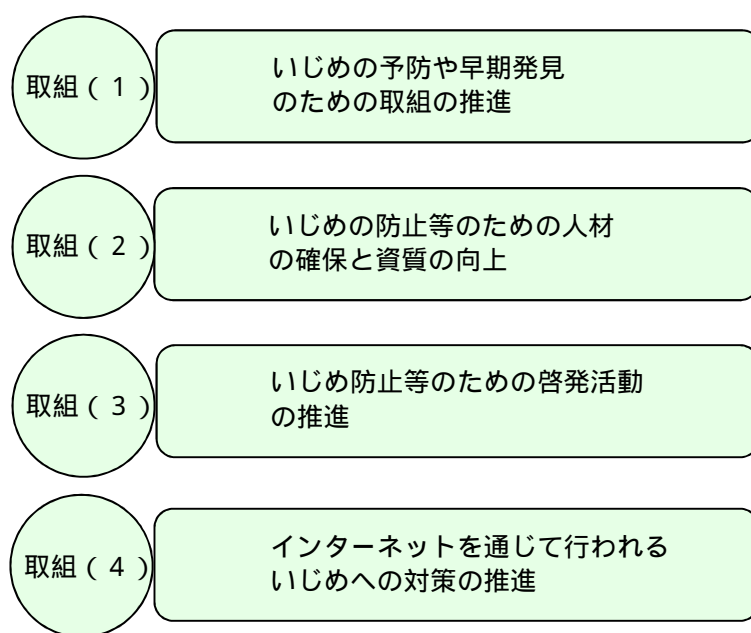 取組(1)
いじめの予防や早期発見
のための取組の推進
取組(2)
いじめの防止等のための人材
の確保と資質の向上
取組(3)
いじめ防止等のための啓発活動
の推進
取組(4)
インターネットを通じて行われる
いじめへの対策の推進